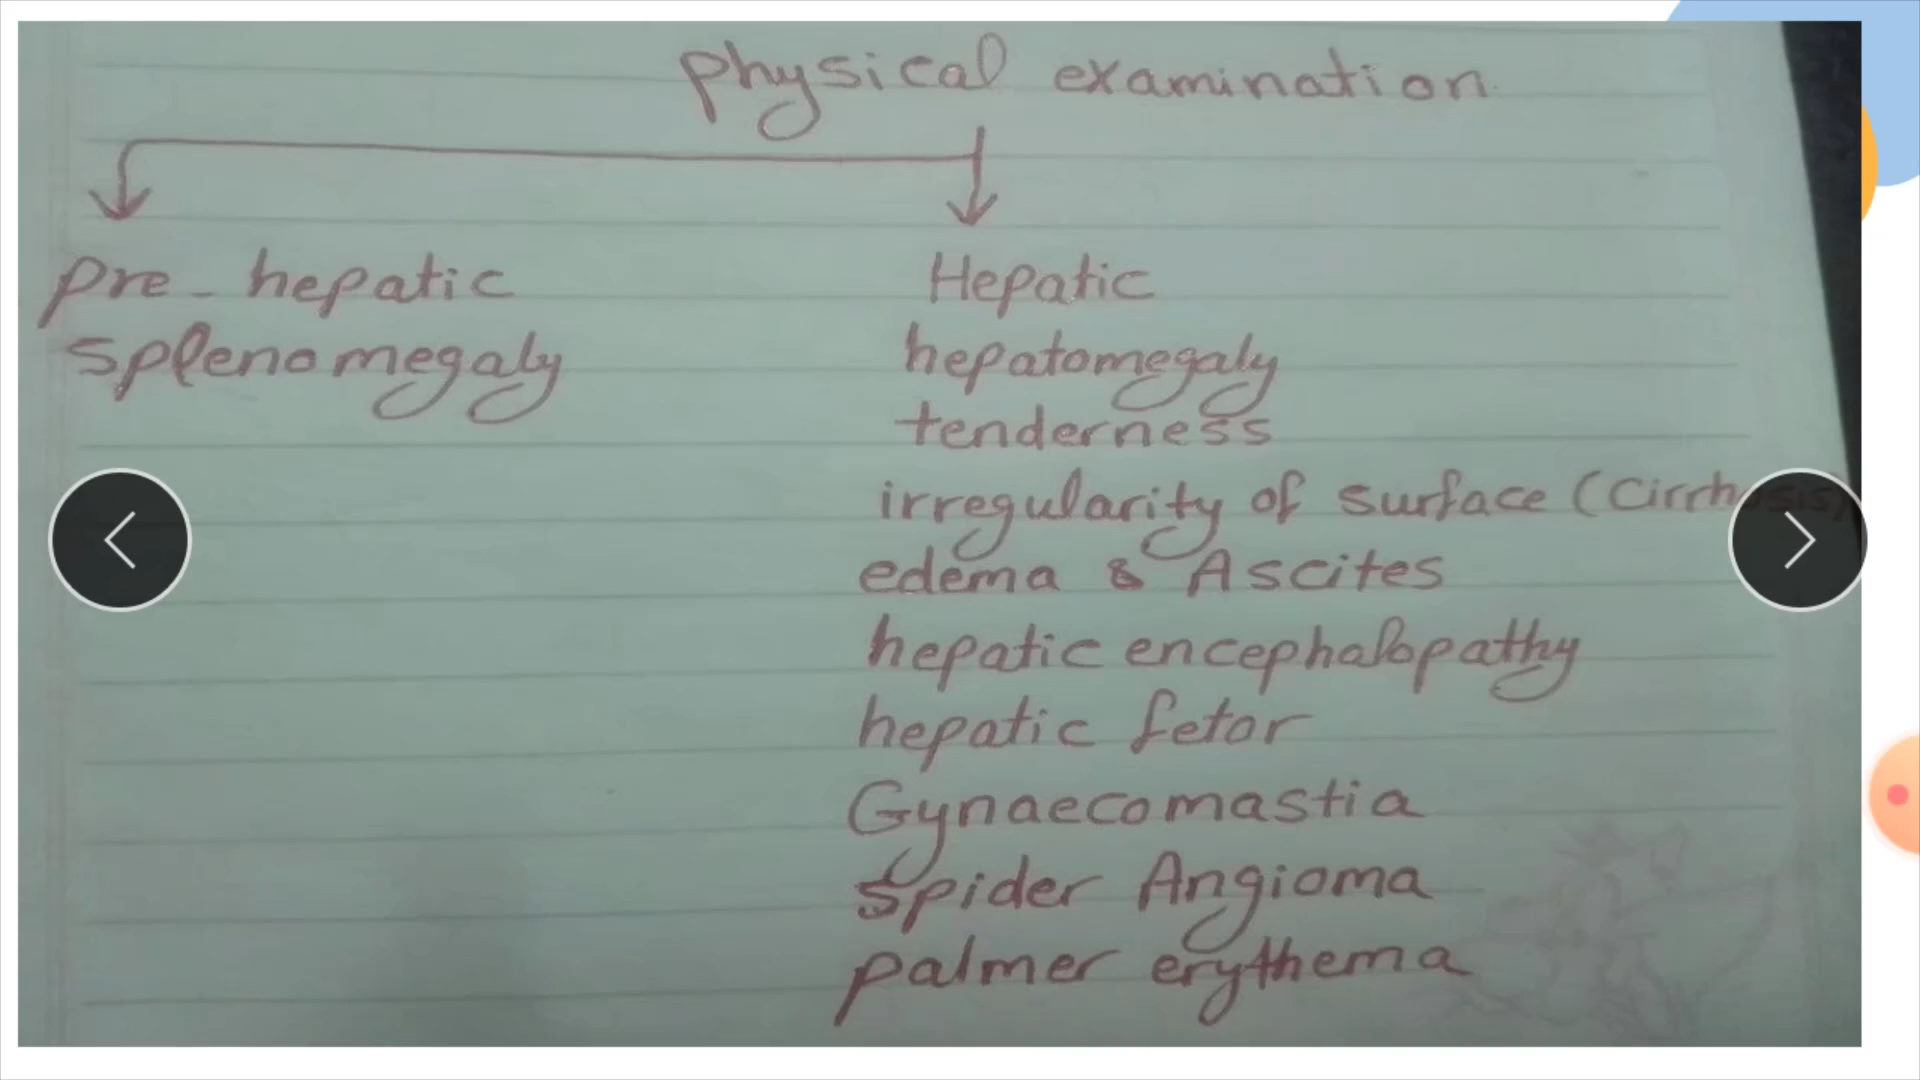 physical examination
pre-hepatic
splenomegaly
Hepatic
hepatomegaly
tenderness
irregularity of surface (Cirrhosis)
edema & Ascites
hepatic encephalopathy
hepatic fetor
Gynaecomastia
Spider Angioma
palmer erythema